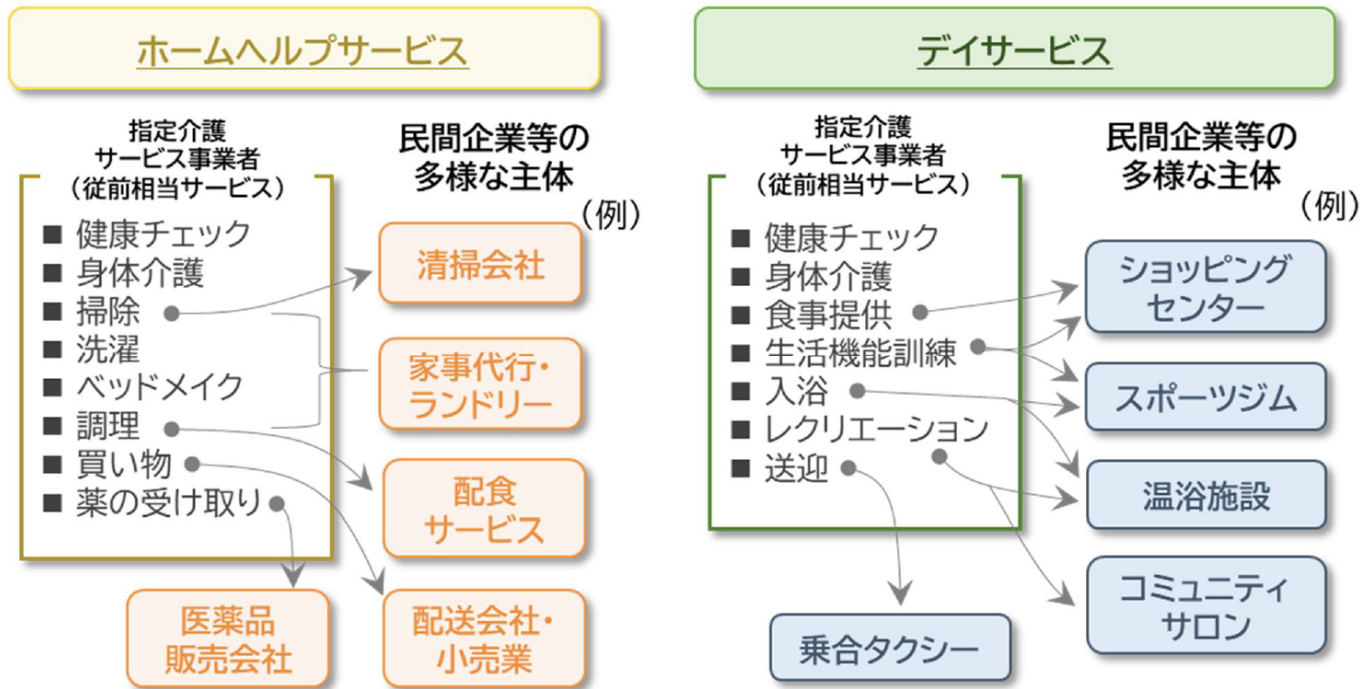 ホームヘルプサービス
指定介護
サービス事業者
（従前相当サービス）
■ 健康チェック
■ 身体介護
■ 掃除
■ 洗濯
■ ベッドメイク
■ 調理
■ 買い物
■ 薬の受け取り
民間企業等の
多様な主体
（例）
清掃会社
家事代行・
ランドリー
配食
サービス
医薬品
販売会社
配送会社・
小売業
デイサービス
指定介護
サービス事業者
（従前相当サービス）
■ 健康チェック
■ 身体介護
■ 食事提供
■ 生活機能訓練
■ 入浴
■ レクリエーション
■ 送迎
民間企業等の
多様な主体
（例）
ショッピング
センター
スポーツジム
温浴施設
コミュニティ
サロン
乗合タクシー